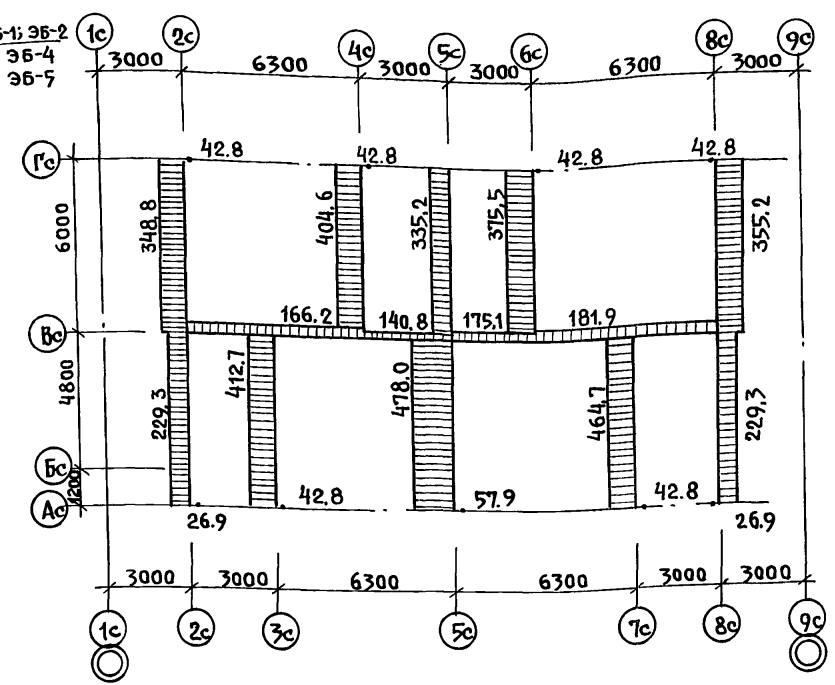 Б-1; ЭБ-2
ЭБ-4
ЭБ-5
1с 2с 4с 5с 6с 8с 9с
3000 6300 3000 3000 6300 3000
Гс 42.8 42.8 42.8 42.8
6000 348,8 404.6 335,2 375,5 355.2
166.2 140.8 175.1 181.9
Вс
4800 229,3 412.7 478.0 464,7 229,3
Бс
1200 42.8 57.9 42.8
Ас
26.9 26.9
3000 3000 6300 6300 3000 3000
1с 2с 3с 5с 7с 8с 9с